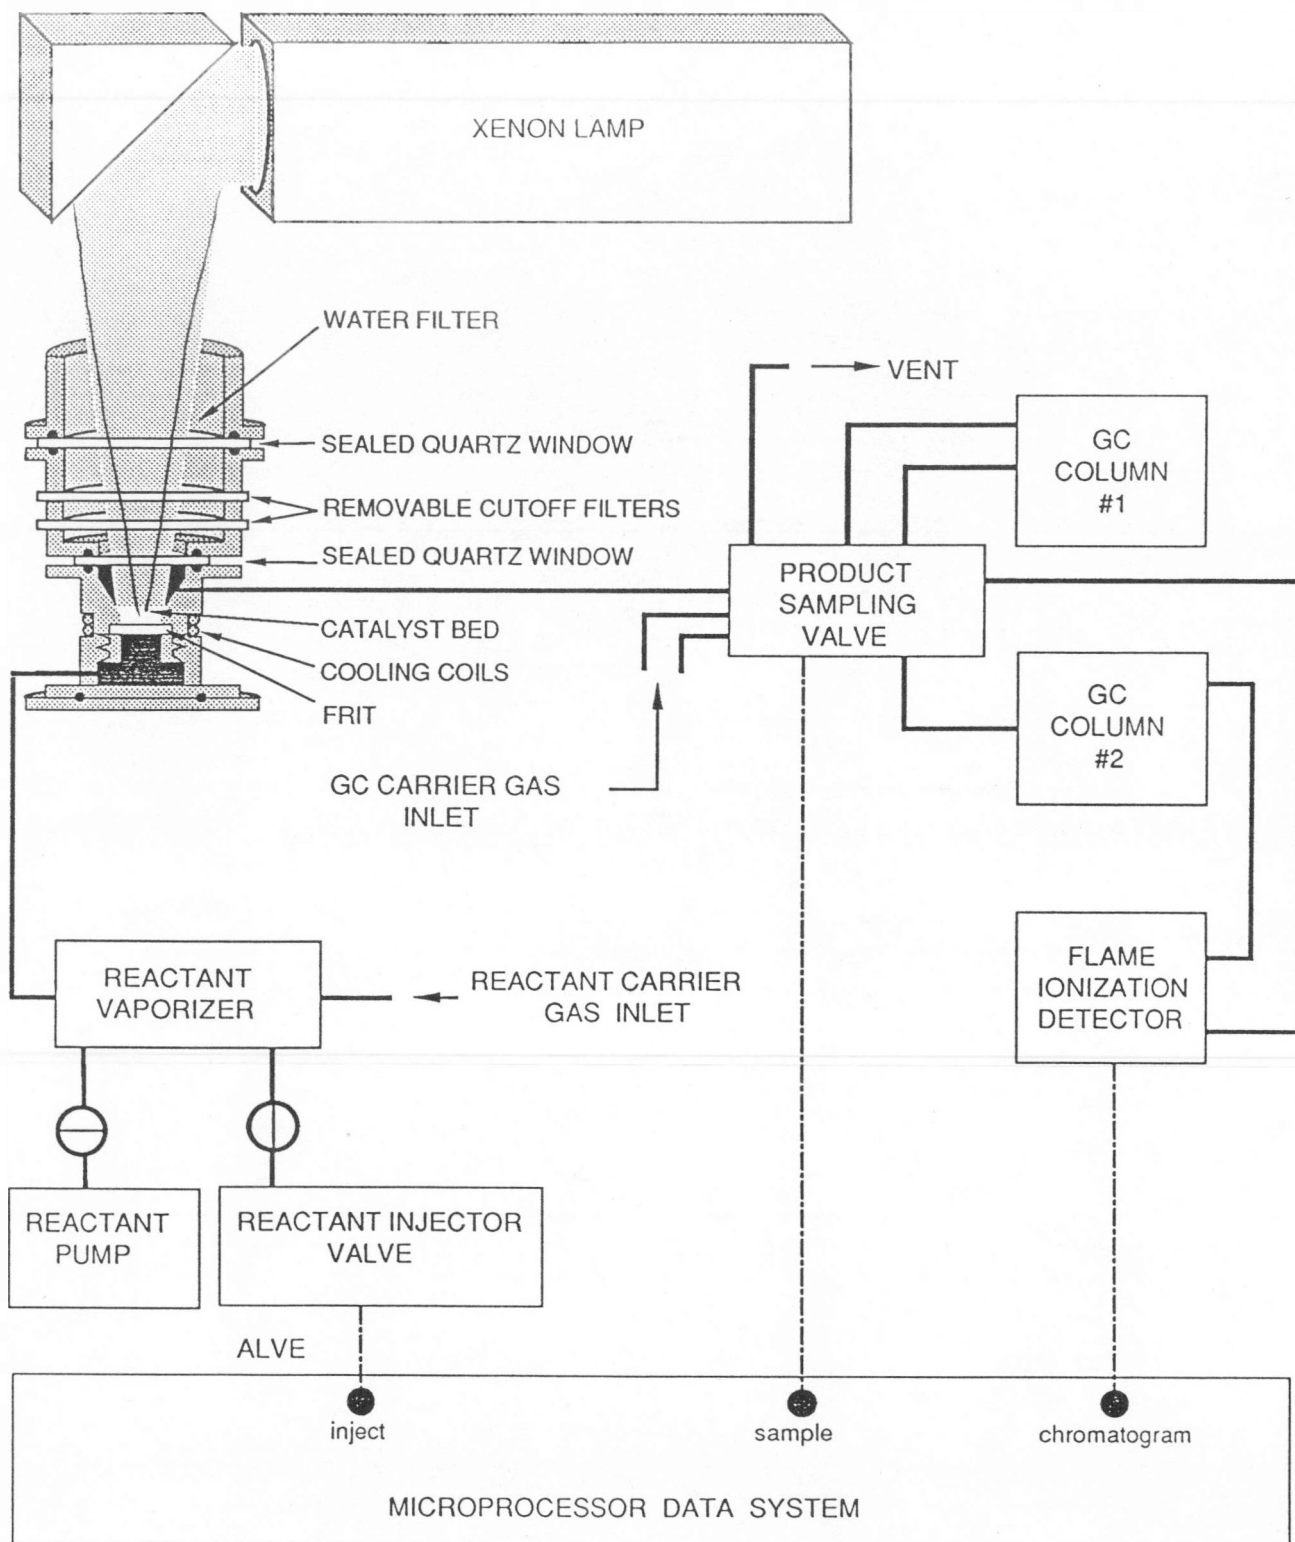 XENON LAMP
WATER FILTER
SEALED QUARTZ WINDOW
REMOVABLE CUTOFF FILTERS
SEALED QUARTZ WINDOW
CATALYST BED
COOLING COILS
FRIT
VENT
GC
COLUMN
#1
PRODUCT
SAMPLING
VALVE
GC
COLUMN
#2
GC CARRIER GAS
INLET
REACTANT
VAPORIZER
REACTANT CARRIER
GAS INLET
FLAME
IONIZATION
DETECTOR
REACTANT
PUMP
REACTANT INJECTOR
VALVE
ALVE
inject
sample
chromatogram
MICROPROCESSOR DATA SYSTEM